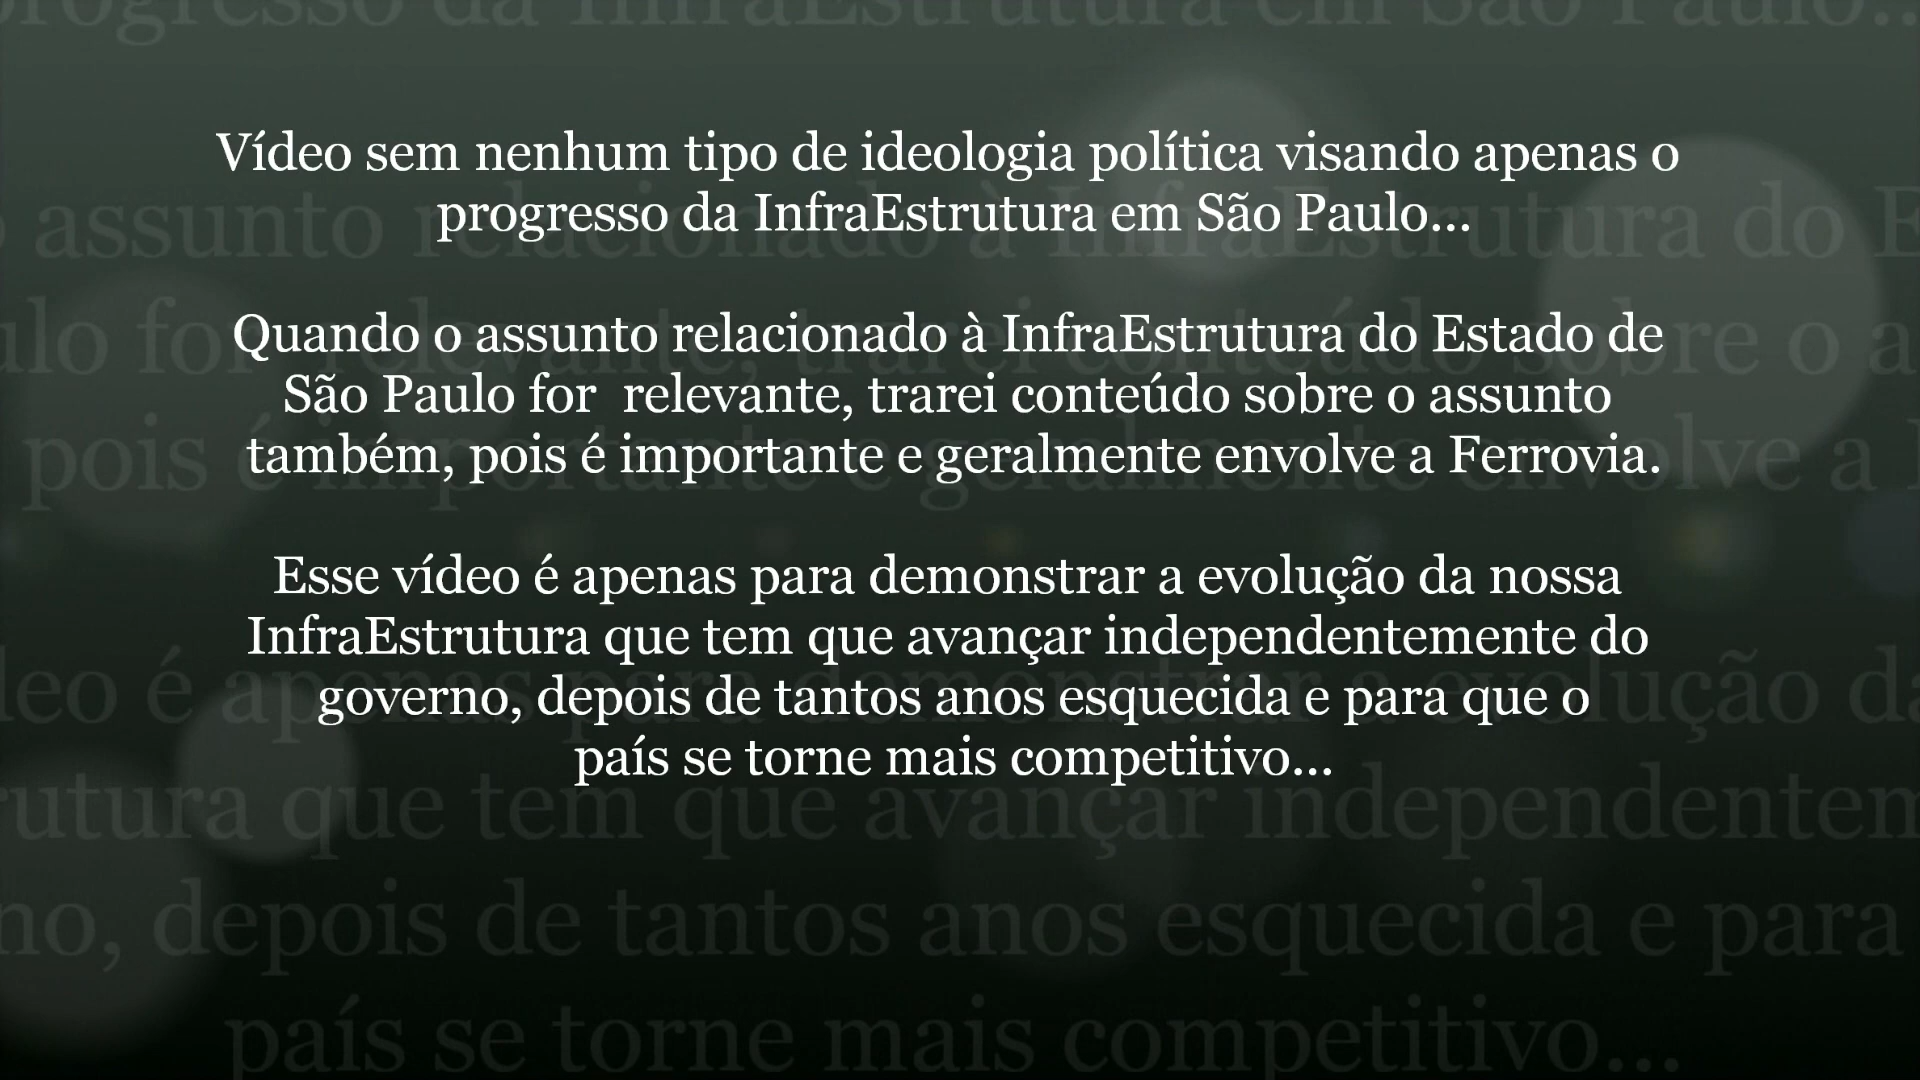 Vídeo sem nenhum tipo de ideologia política visando apenas o
progresso da InfraEstrutura em São Paulo...
Quando o assunto relacionado à InfraEstrutura do Estado de
São Paulo for  relevante, trarei conteúdo sobre o assunto
também, pois é importante e geralmente envolve a Ferrovia.
Esse vídeo é apenas para demonstrar a evolução da nossa
InfraEstrutura que tem que avançar independentemente do
governo, depois de tantos anos esquecida e para que o
país se torne mais competitivo...